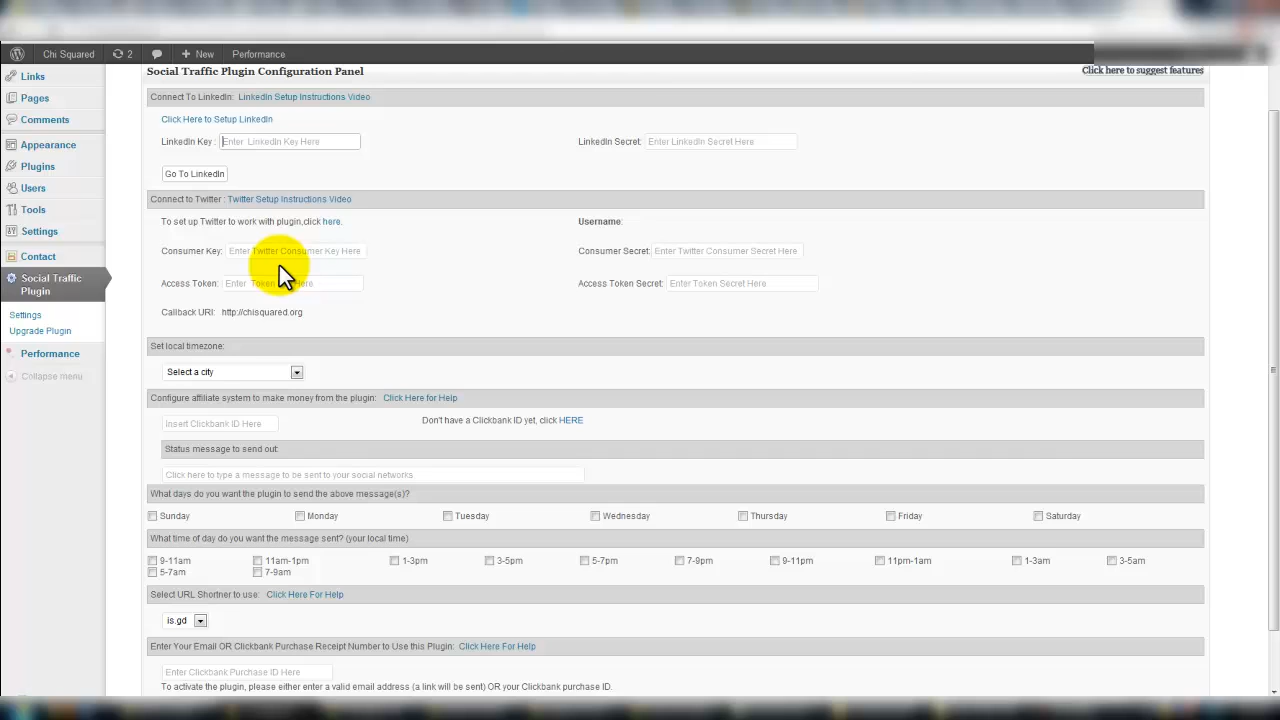 Chi Squared 2 New Performance
Links
Pages
Comments
Appearance
Plugins
Users
Tools
Settings
Contact
Social Traffic
Plugin
Settings
Upgrade Plugin
Performance
Collapse menu
Social Traffic Plugin Configuration Panel Click here to suggest features
Connect To LinkedIn: LinkedIn Setup Instructions Video
Click Here to Setup LinkedIn
LinkedIn Key : Enter LinkedIn Key Here LinkedIn Secret: Enter LinkedIn Secret Here
Go To LinkedIn
Connect to Twitter : Twitter Setup Instructions Video
To set up Twitter to work with plugin,click here. Username:
Consumer Key: Enter Twitter Consumer Key Here Consumer Secret: Enter Twitter Consumer Secret Here
Access Token: Enter Token Here Access Token Secret: Enter Token Secret Here
Callback URI: http://chisquared.org
Set local timezone:
Select a city
Configure affiliate system to make money from the plugin: Click Here for Help
Insert Clickbank ID Here Don't have a Clickbank ID yet, click HERE
Status message to send out:
Click here to type a message to be sent to your social networks
What days do you want the plugin to send the above message(s)?
Sunday Monday Tuesday Wednesday Thursday Friday Saturday
What time of day do you want the message sent? (your local time)
9-11am 11am-1pm 1-3pm 3-5pm 5-7pm 7-9pm 9-11pm 11pm-1am 1-3am 3-5am
5-7am 7-9am
Select URL Shortner to use: Click Here For Help
is.gd
Enter Your Email OR Clickbank Purchase Receipt Number to Use this Plugin: Click Here For Help
Enter Clickbank Purchase ID Here
To activate the plugin, please either enter a valid email address (a link will be sent) OR your Clickbank purchase ID.